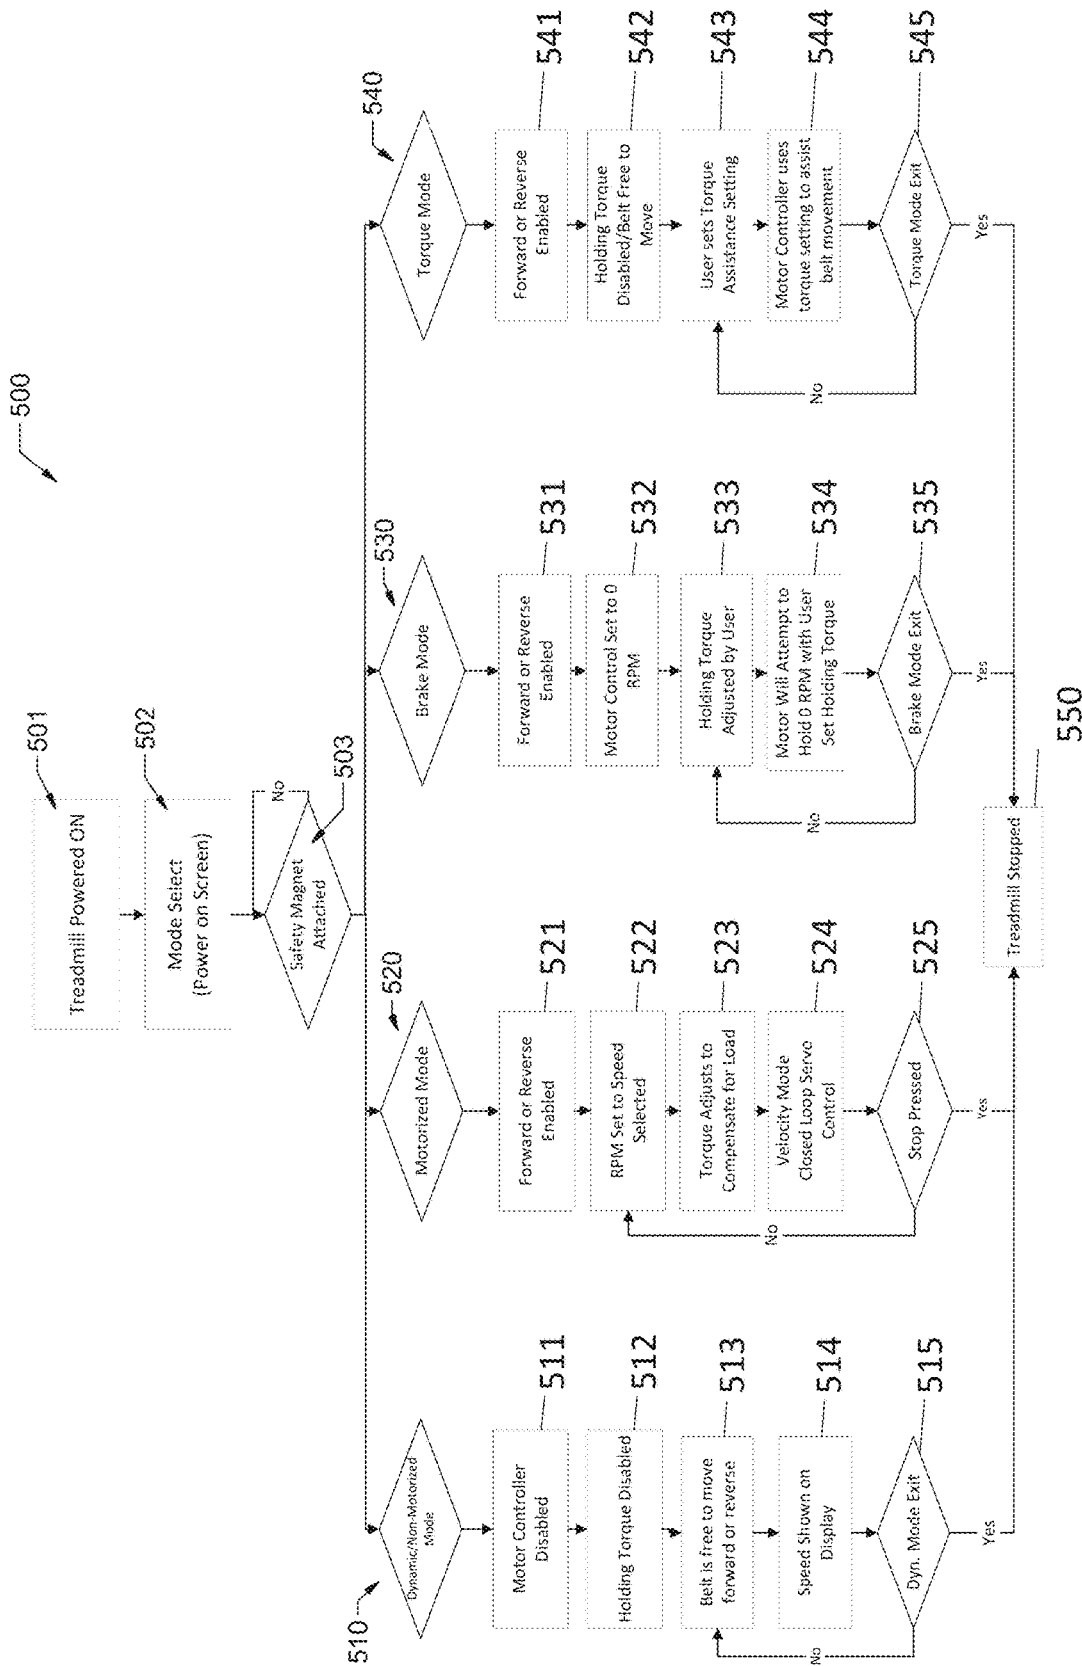 500
Treadmill Powered ON
501
Mode Select
(Power on Screen)
502
Safety Magnet
Attached
503
No
510
Dynamic/Non-Motorized
Mode
Motor Controller
Disabled
511
Holding Torque Disabled
512
Belt is free to move
forward or reverse
513
Speed Shown on
Display
514
Dyn. Mode Exit
515
No
Yes
520
Motorized Mode
Forward or Reverse
Enabled
521
RPM Set to Speed
Selected
522
Torque Adjusts to
Compensate for Load
523
Velocity Mode
Closed Loop Servo
Control
524
Stop Pressed
525
No
Yes
530
Brake Mode
Forward or Reverse
Enabled
531
Motor Control Set to 0
RPM
532
Holding Torque
Adjusted by User
533
Motor Will Attempt to
Hold 0 RPM with User
Set Holding Torque
534
Brake Mode Exit
535
No
Yes
540
Torque Mode
Forward or Reverse
Enabled
541
Holding Torque
Disabled/Belt Free to
Move
542
User sets Torque
Assistance Setting
543
Motor Controller uses
torque setting to assist
belt movement
544
Torque Mode Exit
545
No
Yes
Treadmill Stopped
550